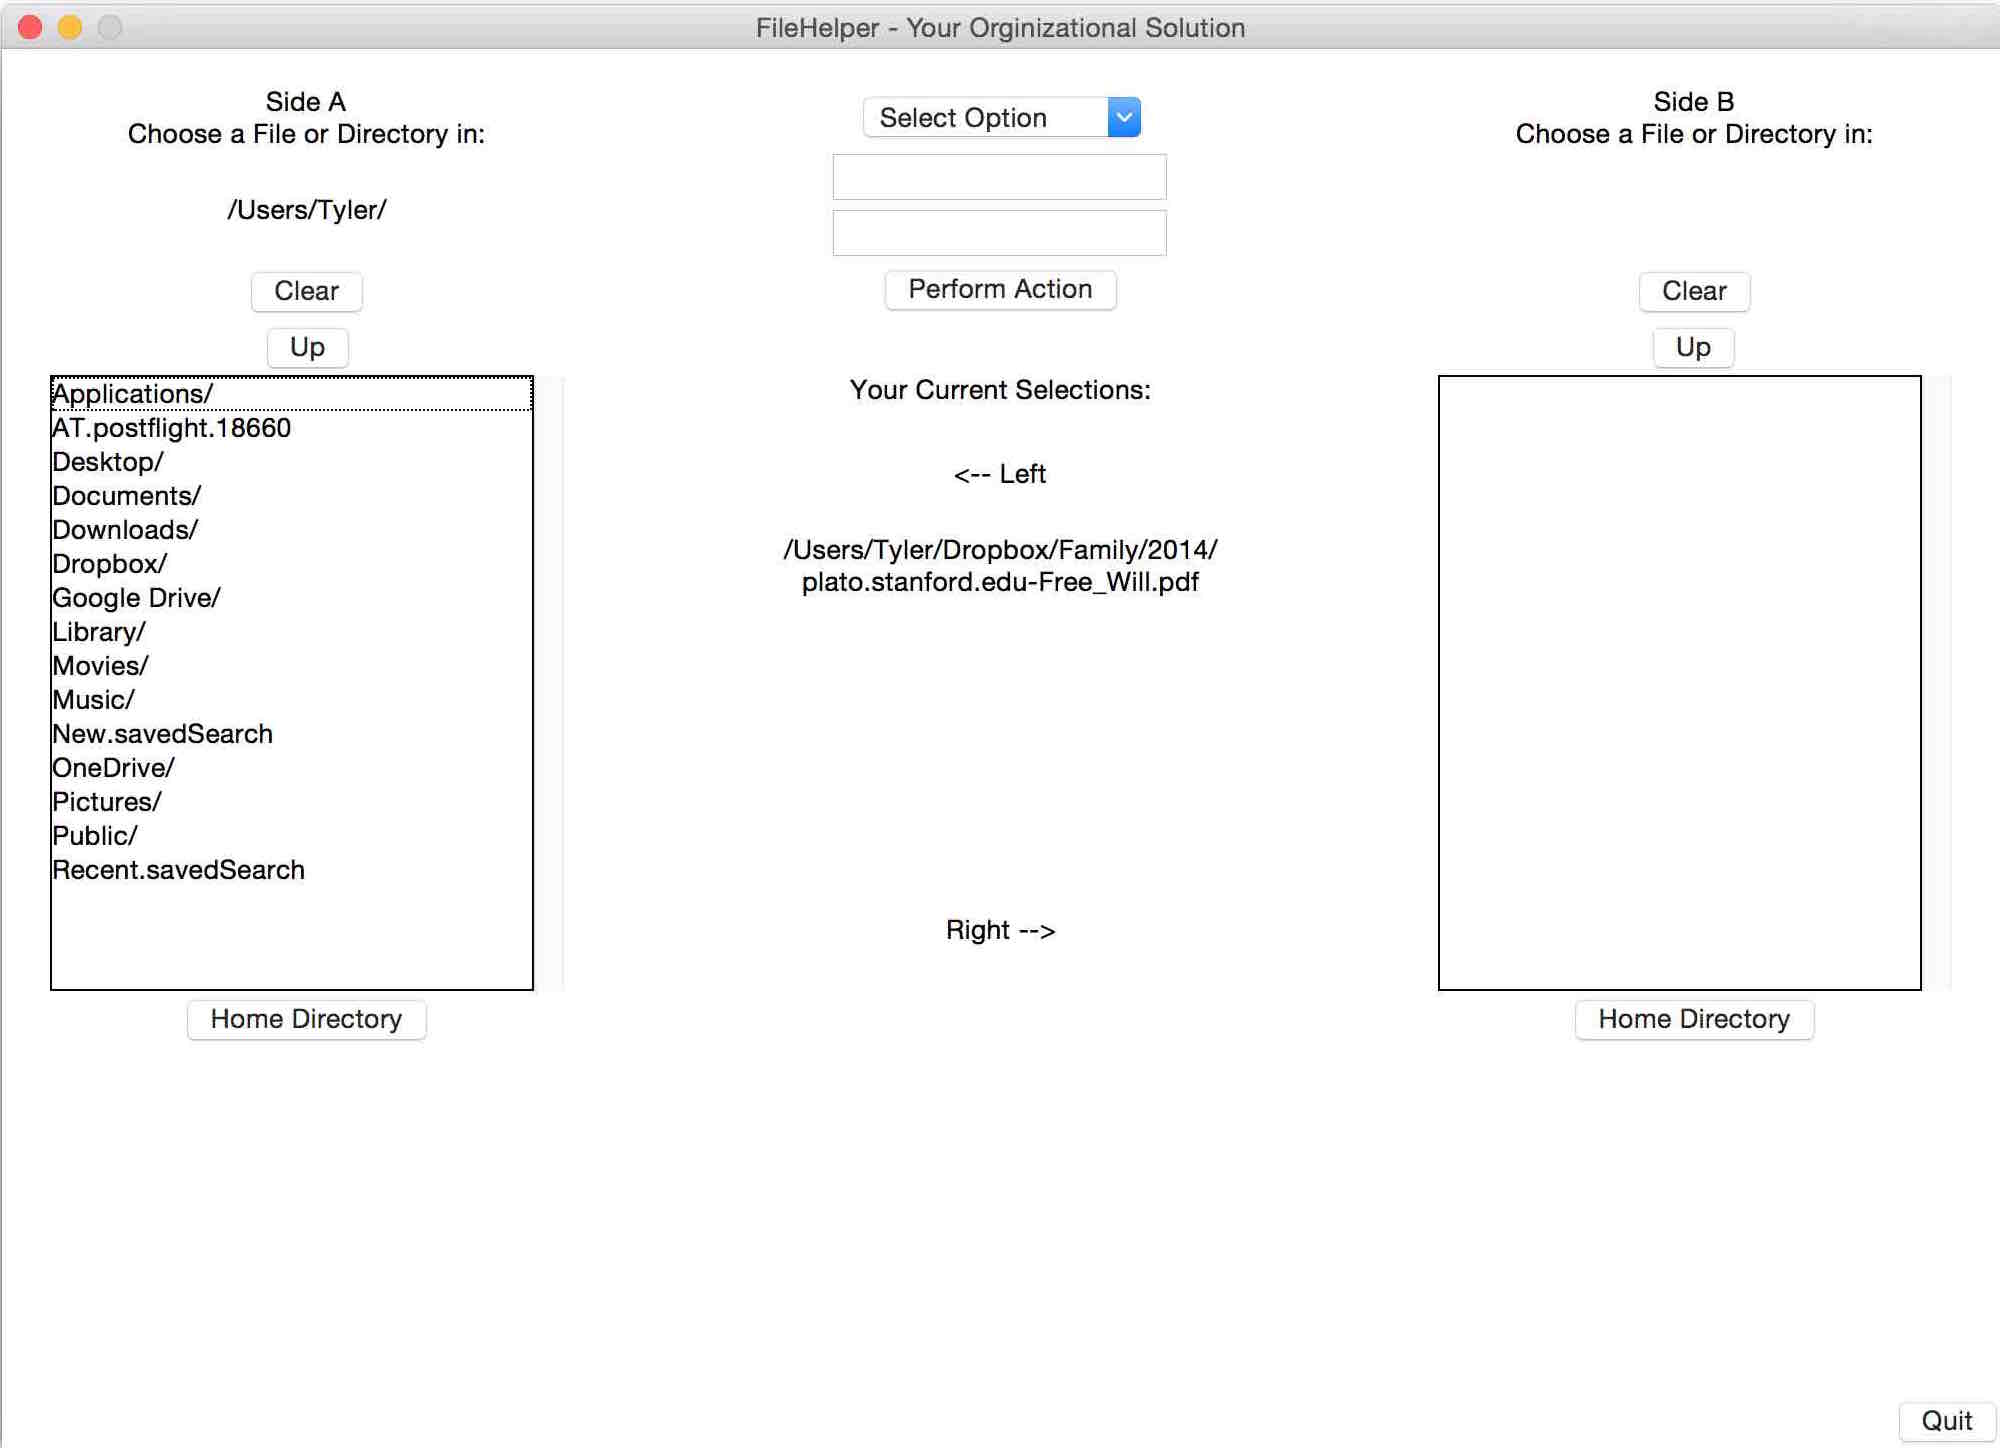 FileHelper - Your Orginizational Solution
Side A
Choose a File or Directory in:
/Users/Tyler/
Clear
Up
Applications/
AT.postflight.18660
Desktop/
Documents/
Downloads/
Dropbox/
Google Drive/
Library/
Movies/
Music/
New.savedSearch
OneDrive/
Pictures/
Public/
Recent.savedSearch
Home Directory
Select Option
Perform Action
Your Current Selections:
<-- Left
/Users/Tyler/Dropbox/Family/2014/
plato.stanford.edu-Free_Will.pdf
Right -->
Side B
Choose a File or Directory in:
Clear
Up
Home Directory
Quit